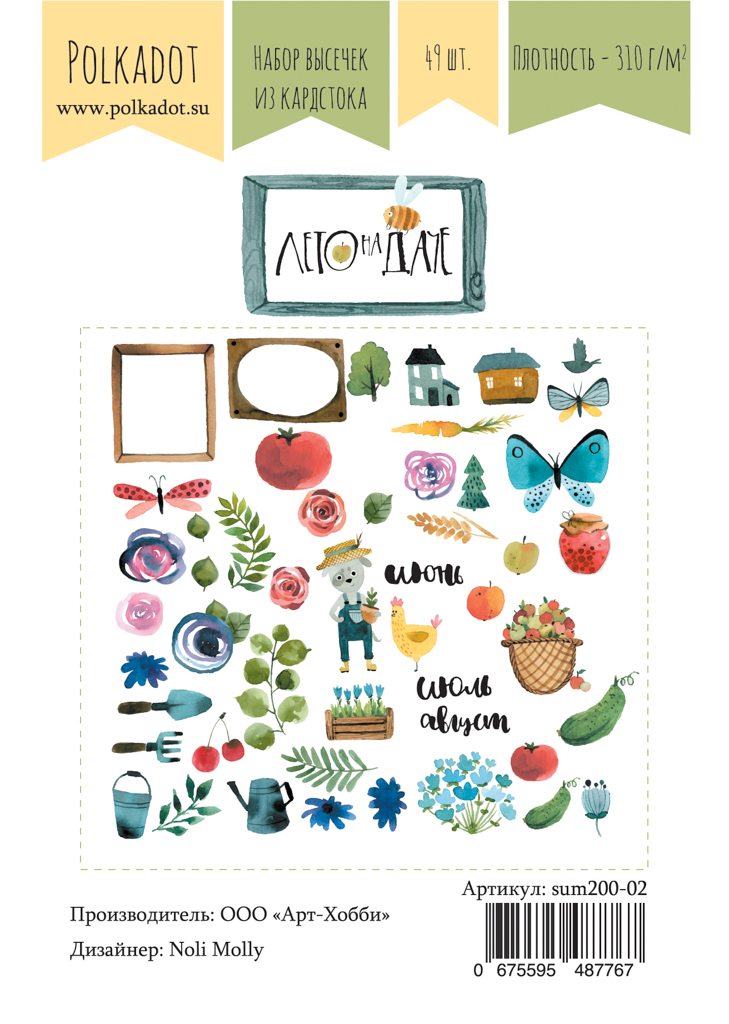 POLKADOT
www.polkadot.su
НАБОР ВЫСЕЧЕК
ИЗ КАРДСТОКА
49 ШТ.
ПЛОТНОСТЬ - 310 Г/М²
ЛЕТО НА ДАЧЕ
июнь
июль
август
Артикул: sum200-02
Производитель: ООО «Арт-Хобби»
Дизайнер: Noli Molly
0 675595 487767